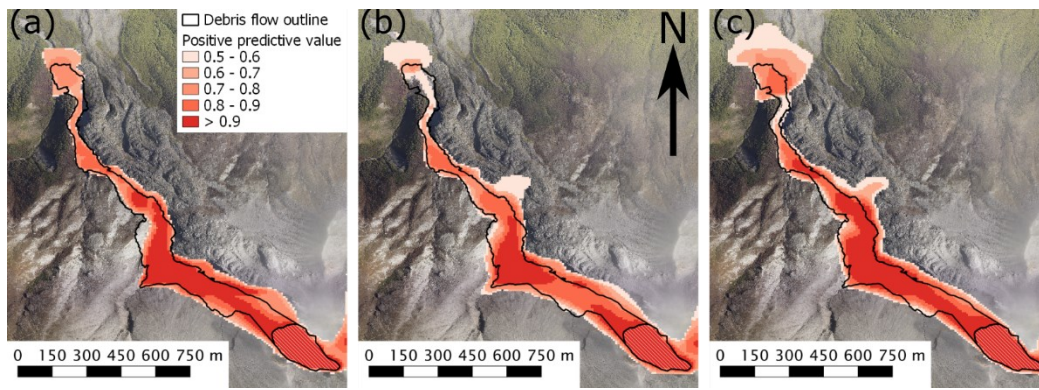 (a)
Debris flow outline
Positive predictive value
0.5 - 0.6
0.6 - 0.7
0.7 - 0.8
0.8 - 0.9
> 0.9
0 150 300 450 600 750 m
(b)
N
0 150 300 450 600 750 m
(c)
0 150 300 450 600 750 m